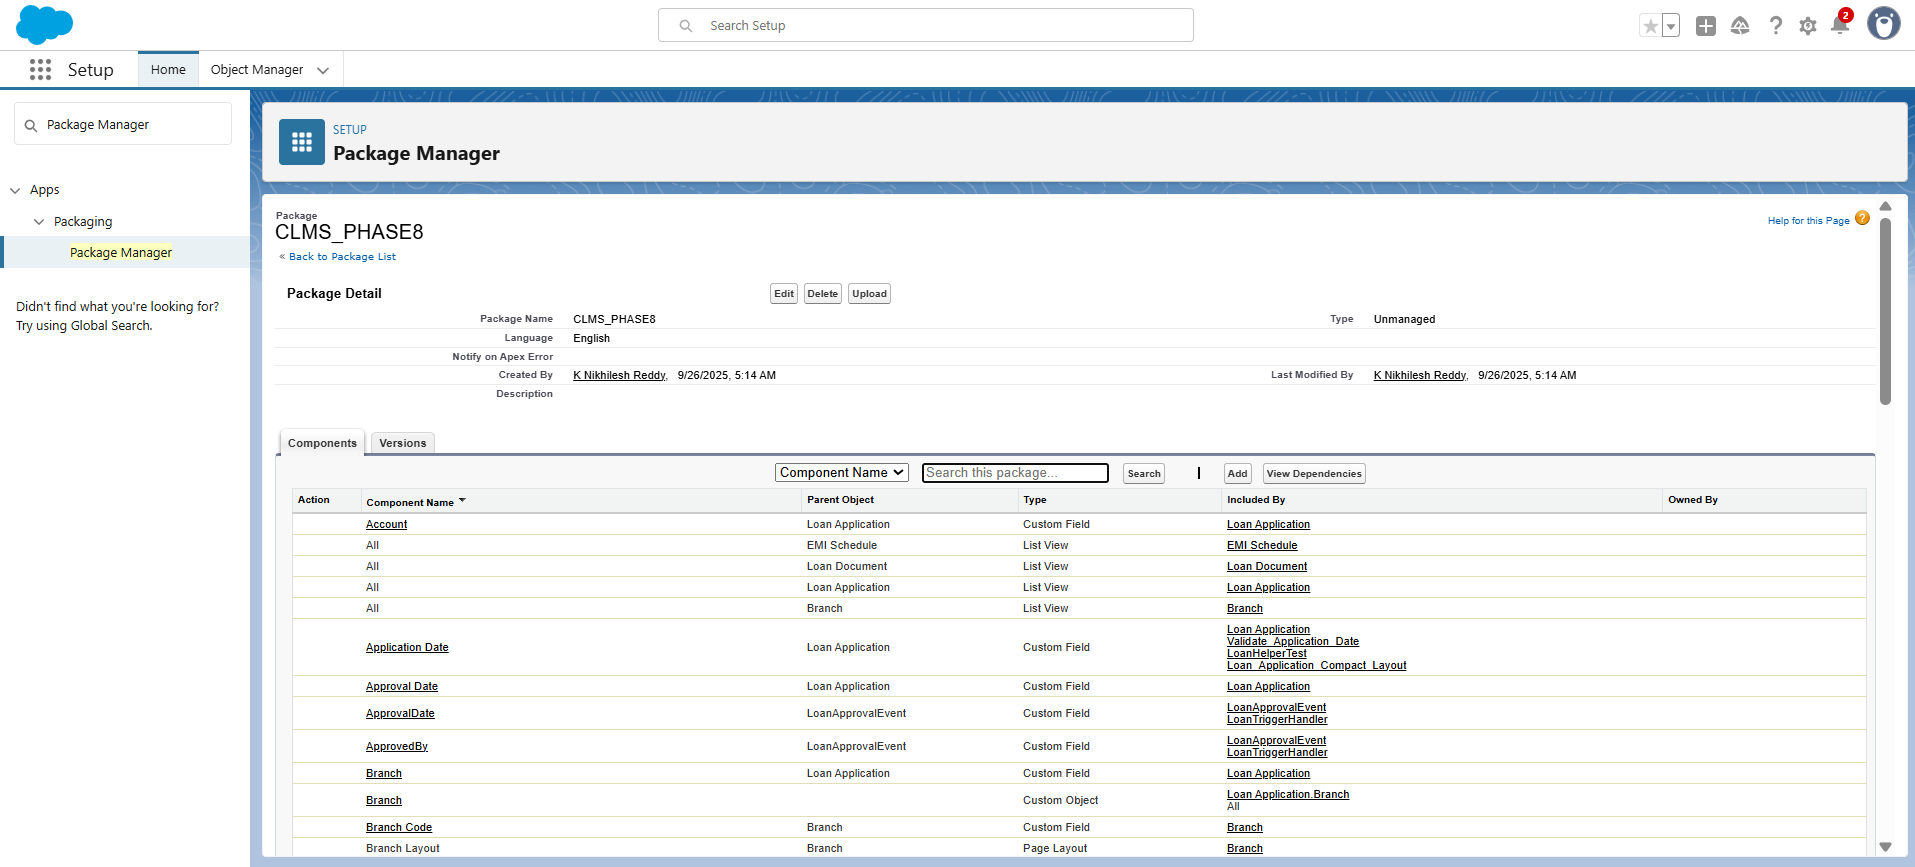 Search Setup
2
Setup
Home
Object Manager
Package Manager
Apps
Packaging
Package Manager
Didn't find what you're looking for?
Try using Global Search.
SETUP
Package Manager
Package
CLMS_PHASE8
Help for this Page ?
« Back to Package List
Package Detail
Edit Delete Upload
Package Name CLMS_PHASE8 Type Unmanaged
Language English
Notify on Apex Error
Created By K Nikhilesh Reddy, 9/26/2025, 5:14 AM Last Modified By K Nikhilesh Reddy, 9/26/2025, 5:14 AM
Description
Components Versions
Component Name Search this package... Search | Add View Dependencies
Action Component Name Parent Object Type Included By Owned By
Account Loan Application Custom Field Loan Application
All EMI Schedule List View EMI Schedule
All Loan Document List View Loan Document
All Loan Application List View Loan Application
All Branch List View Branch
Application Date Loan Application Custom Field Loan Application
Validate_Application_Date
LoanHelperTest
Loan_Application_Compact_Layout
Approval Date Loan Application Custom Field Loan Application
ApprovalDate LoanApprovalEvent Custom Field LoanApprovalEvent
LoanTriggerHandler
ApprovedBy LoanApprovalEvent Custom Field LoanApprovalEvent
LoanTriggerHandler
Branch Loan Application Custom Field Loan Application
Branch Custom Object Loan Application.Branch
All
Branch Code Branch Custom Field Branch
Branch Layout Branch Page Layout Branch